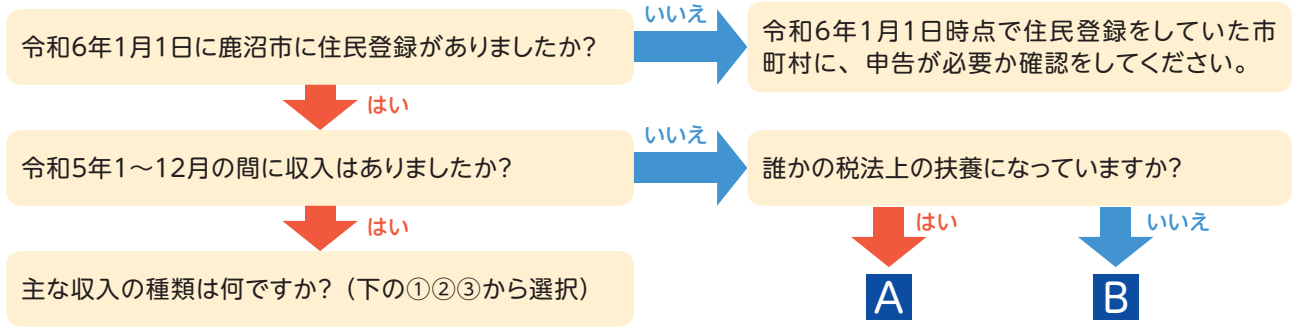 令和6年1月1日に鹿沼市に住民登録がありましたか?
いいえ
令和6年1月1日時点で住民登録をしていた市
町村に、申告が必要か確認をしてください。
はい
令和5年1～12月の間に収入はありましたか?
いいえ
誰かの税法上の扶養になっていますか?
はい
はい
いいえ
主な収入の種類は何ですか?（下の①②③から選択）
A
B